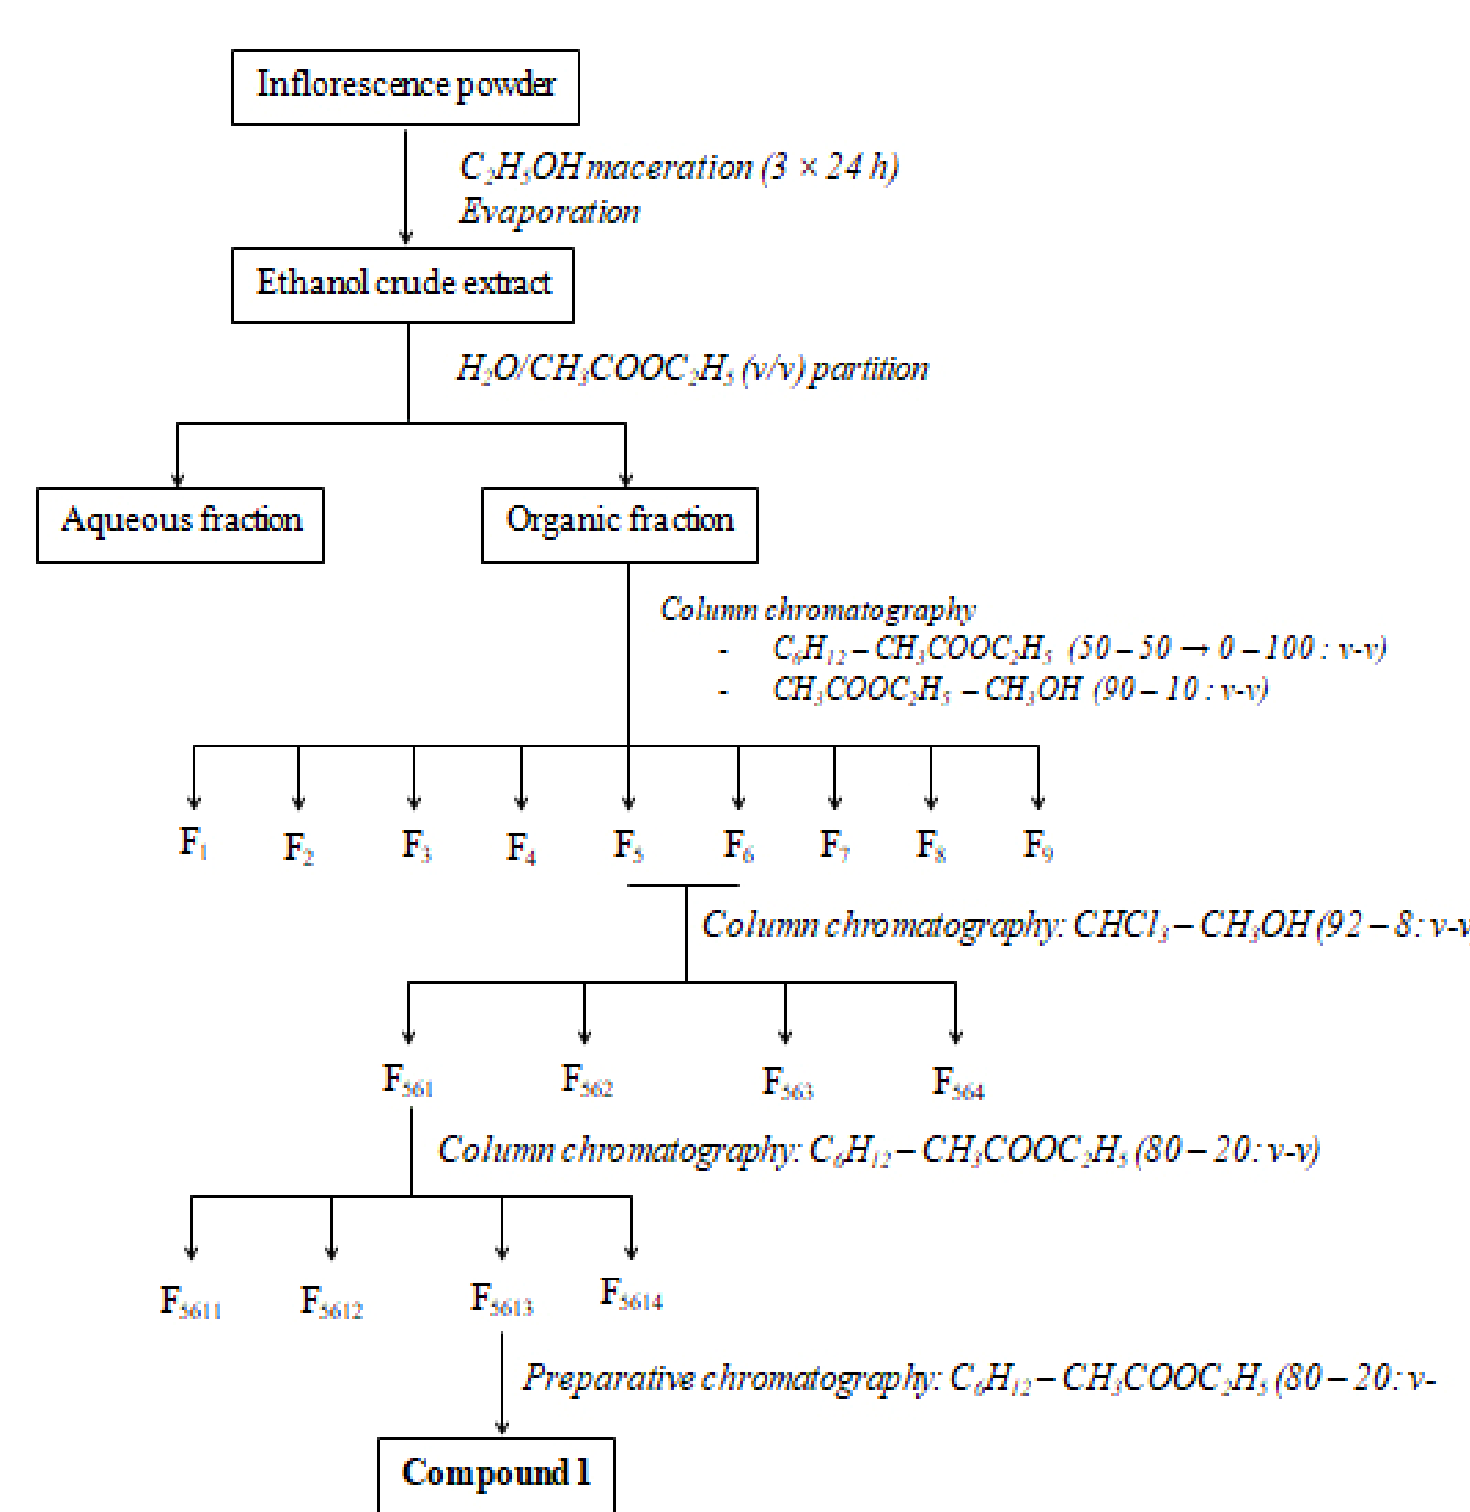 Inflorescence powder
C₂H₅OH maceration (3 × 24 h)
Evaporation
Ethanol crude extract
H₂O/CH₃COOC₂H₅ (v/v) partition
Aqueous fraction
Organic fraction
Column chromatography
- C₆H₁₂ – CH₃COOC₂H₅ (50 – 50 → 0 – 100 : v-v)
- CH₃COOC₂H₅ – CH₃OH (90 – 10 : v-v)
F₁ F₂ F₃ F₄ F₅ F₆ F₇ F₈ F₉
Column chromatography: CHCl₃ – CH₃OH (92 – 8: v-v
F₅₆₁ F₅₆₂ F₅₆₃ F₅₆₄
Column chromatography: C₆H₁₂ – CH₃COOC₂H₅ (80 – 20: v-v)
F₅₆₁₁ F₅₆₁₂ F₅₆₁₃ F₅₆₁₄
Preparative chromatography: C₆H₁₂ – CH₃COOC₂H₅ (80 – 20: v-
Compound 1